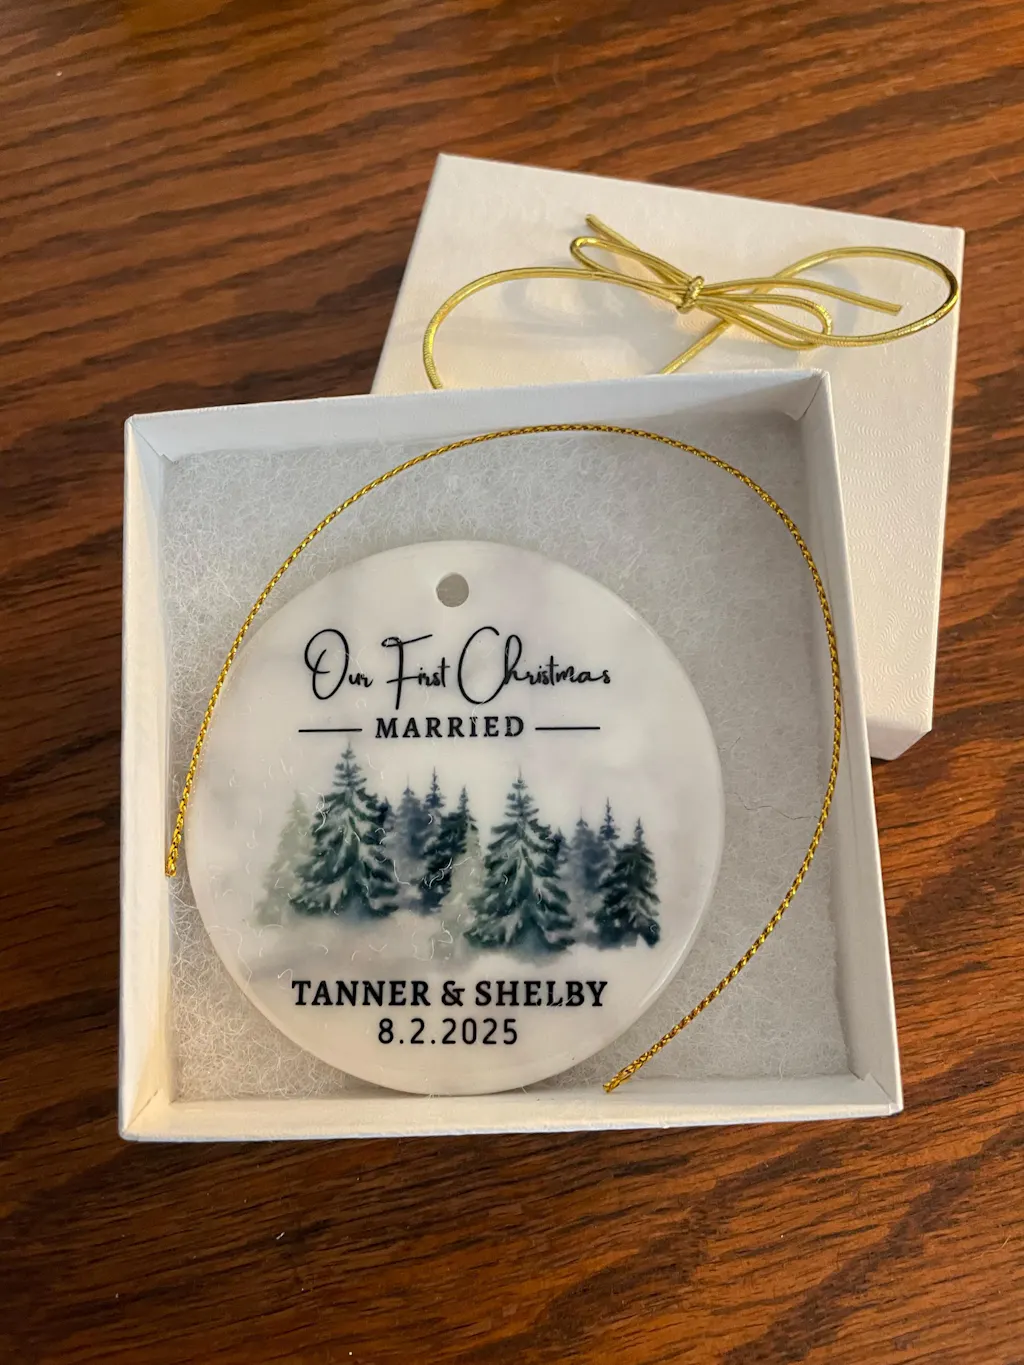 Our First Christmas
MARRIED
TANNER & SHELBY
8.2.2025